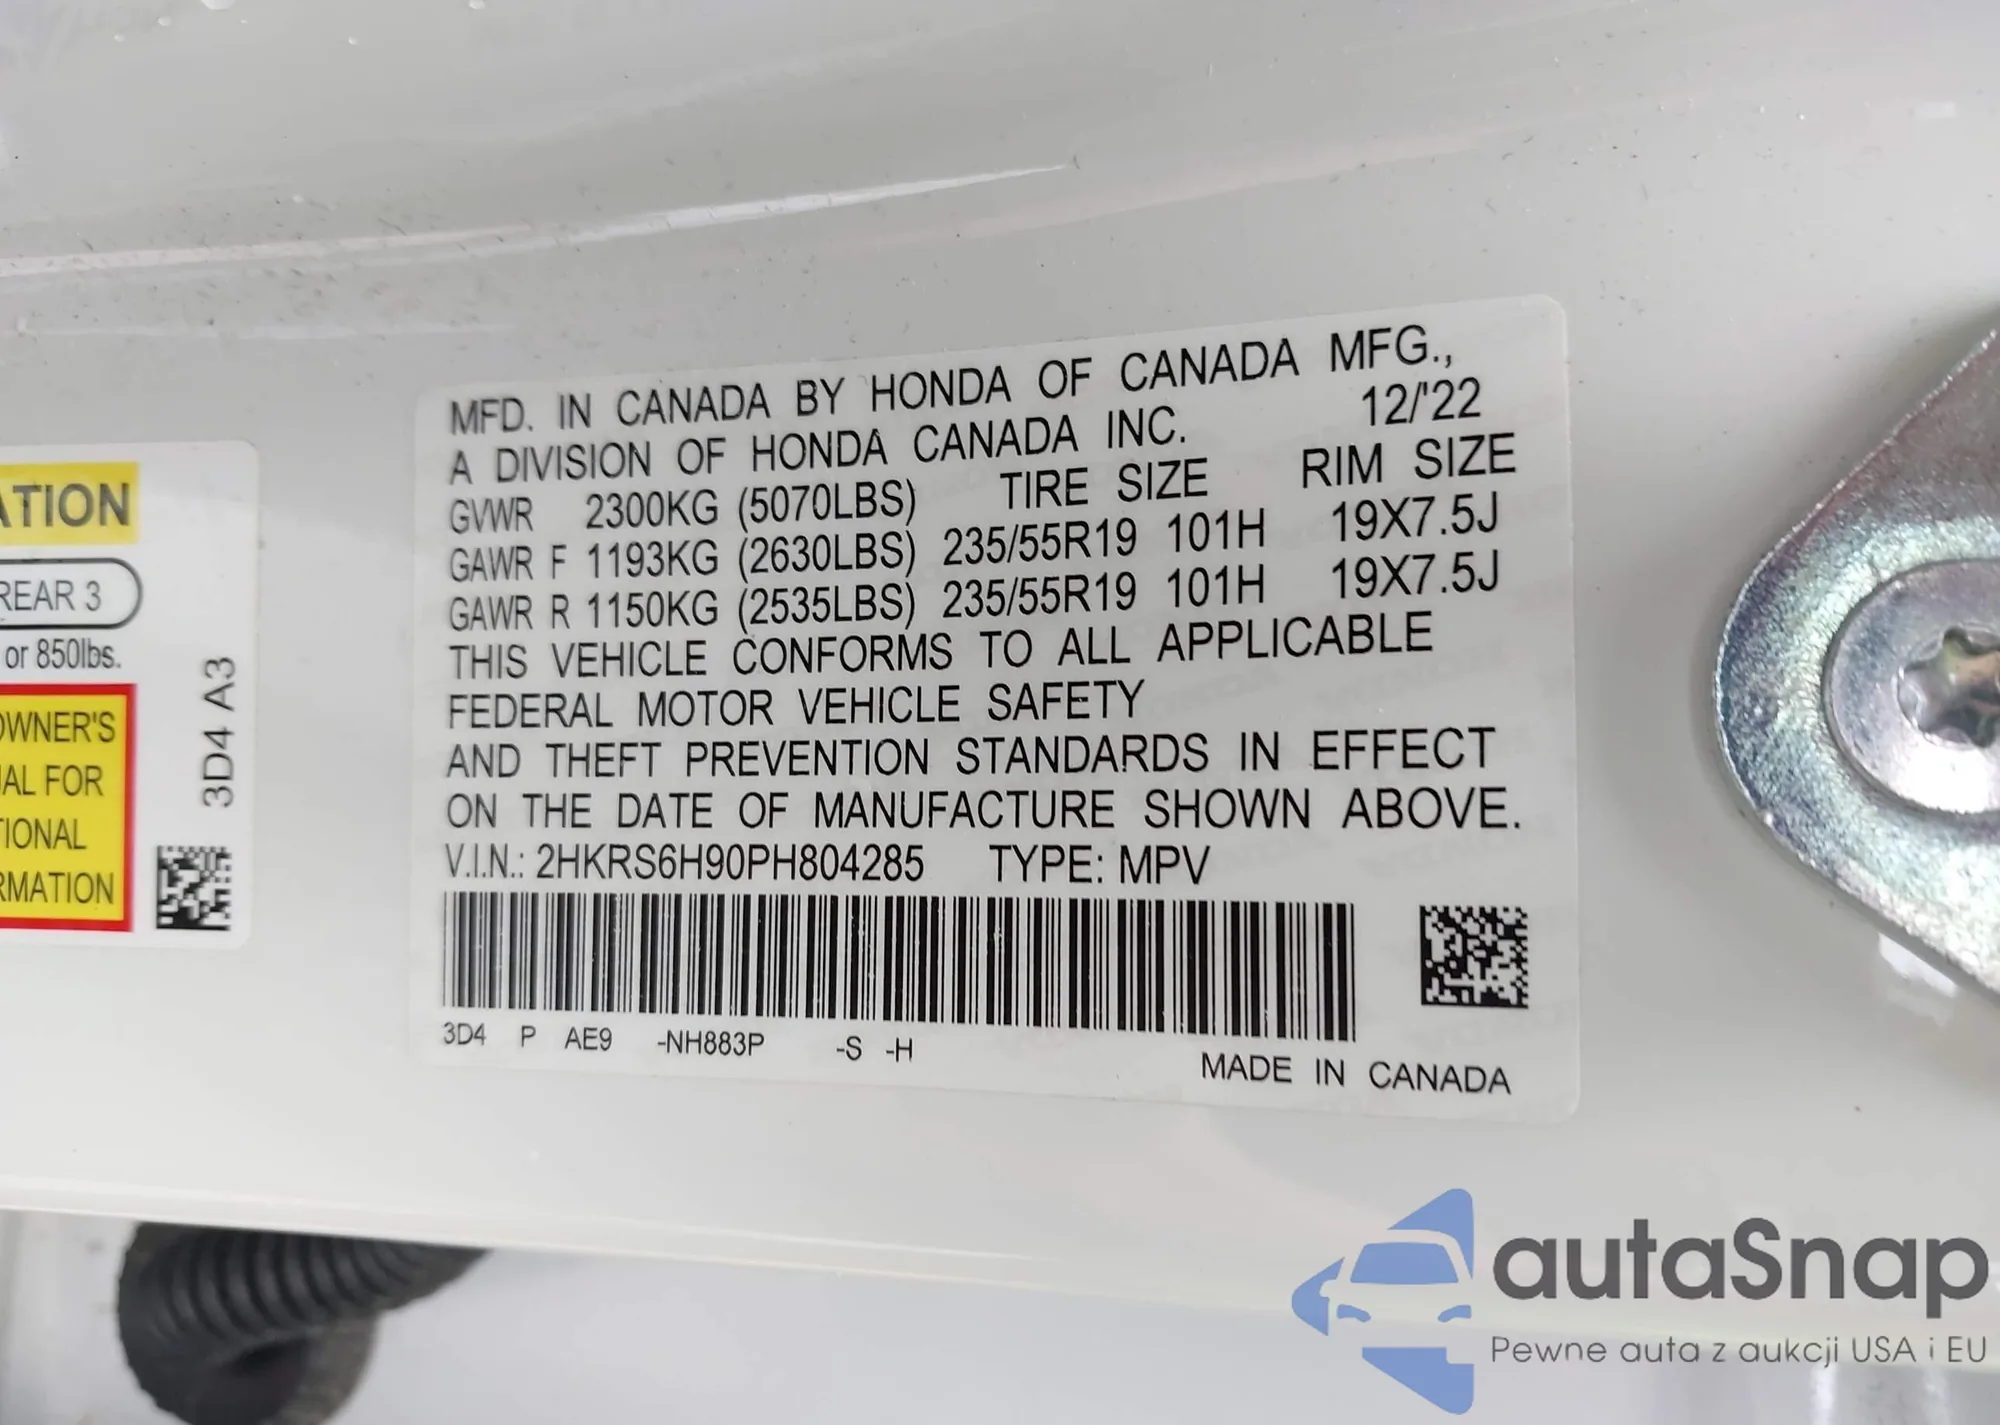 ATION
REAR 3
or 850lbs.
OWNER'S
UAL FOR
TIONAL
RMATION
3D4 A3
MFD. IN CANADA BY HONDA OF CANADA MFG.,
A DIVISION OF HONDA CANADA INC. 12/'22
GVWR 2300KG (5070LBS) TIRE SIZE RIM SIZE
GAWR F 1193KG (2630LBS) 235/55R19 101H 19X7.5J
GAWR R 1150KG (2535LBS) 235/55R19 101H 19X7.5J
THIS VEHICLE CONFORMS TO ALL APPLICABLE
FEDERAL MOTOR VEHICLE SAFETY
AND THEFT PREVENTION STANDARDS IN EFFECT
ON THE DATE OF MANUFACTURE SHOWN ABOVE.
V.I.N.: 2HKRS6H90PH804285 TYPE: MPV
3D4 P AE9 -NH883P -S -H
MADE IN CANADA
autaSnap
Pewne auta z aukcji USA i EU